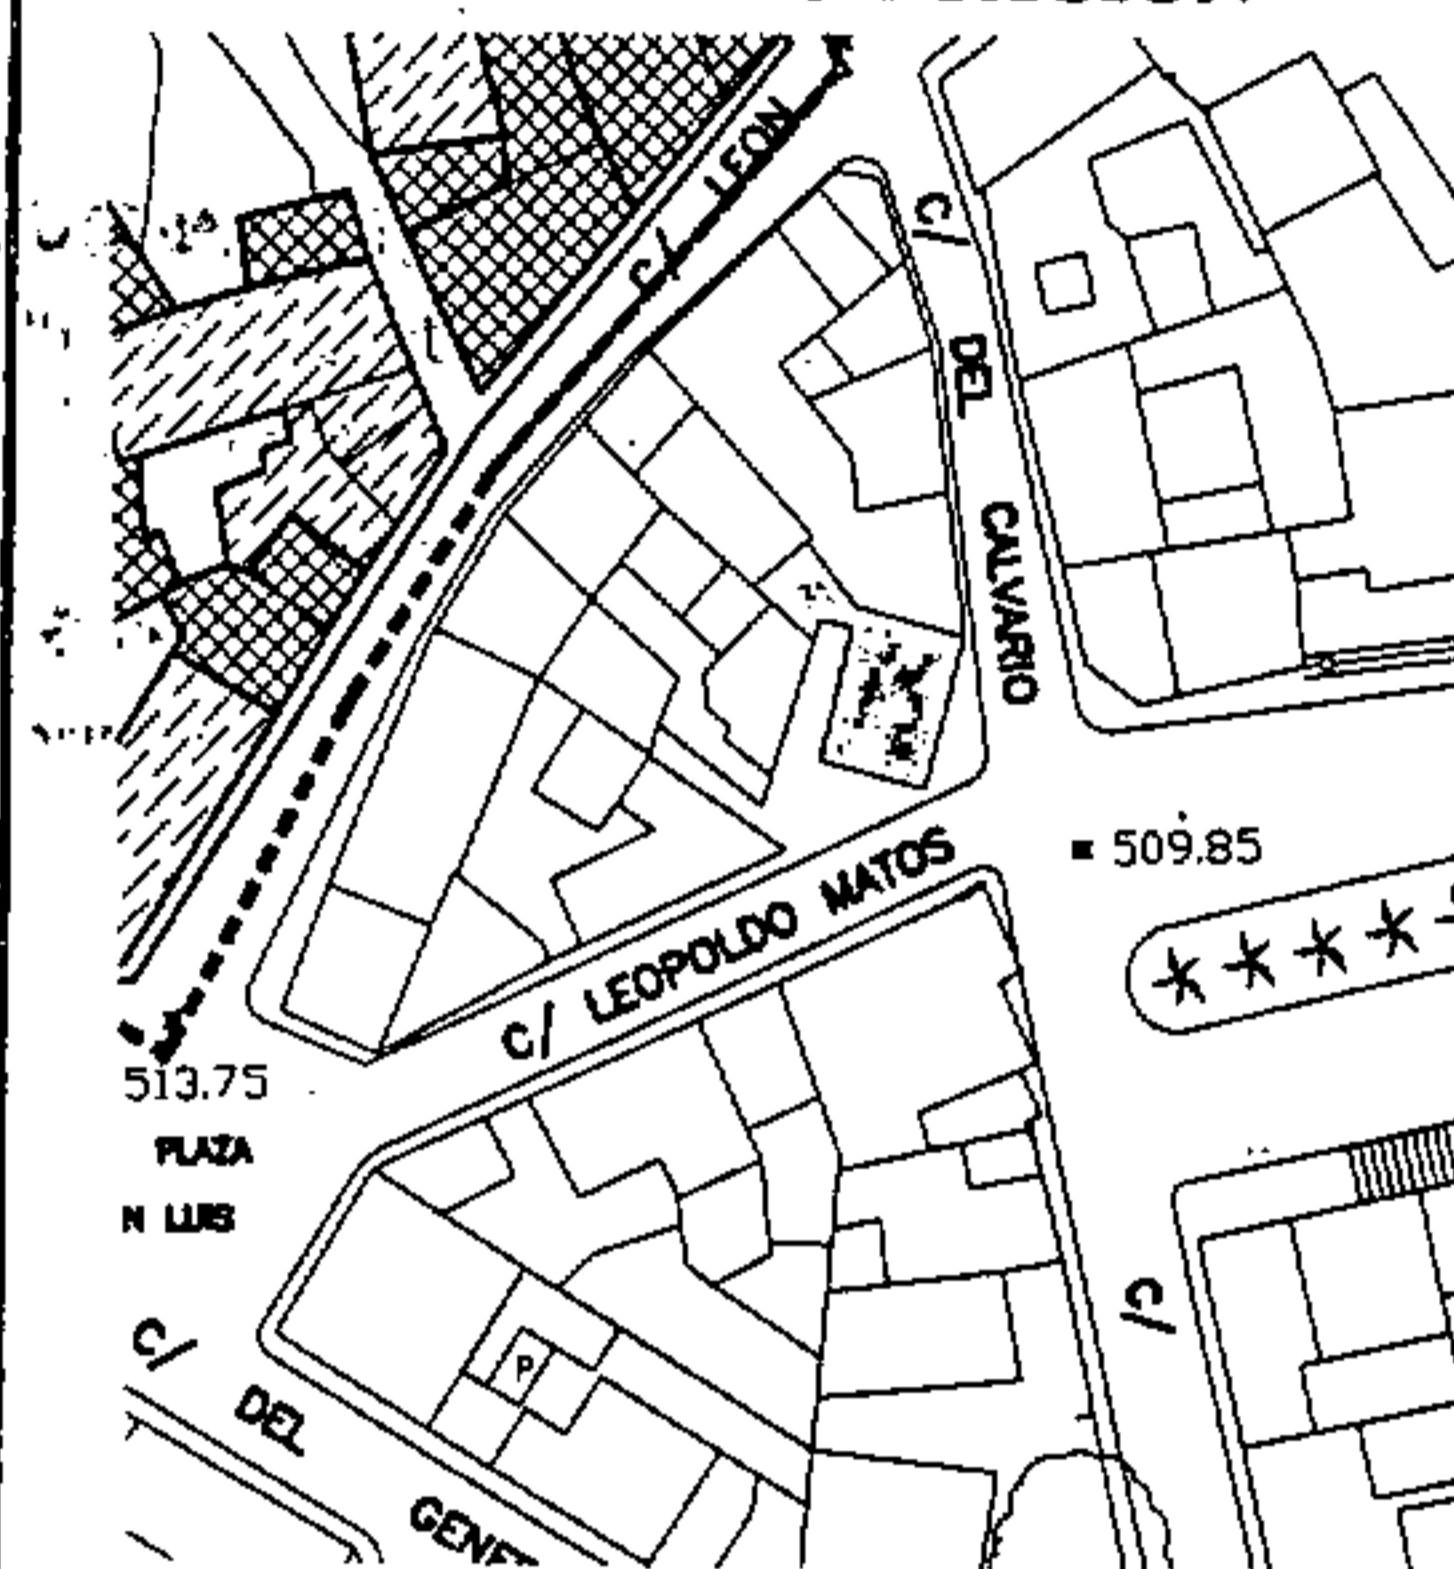 C/ LEON
C/ DEL CALVARIO
509.85
C/ LEOPOLDO MATOS
513.75
PLAZA
N LUIS
C/
P
C/ DEL